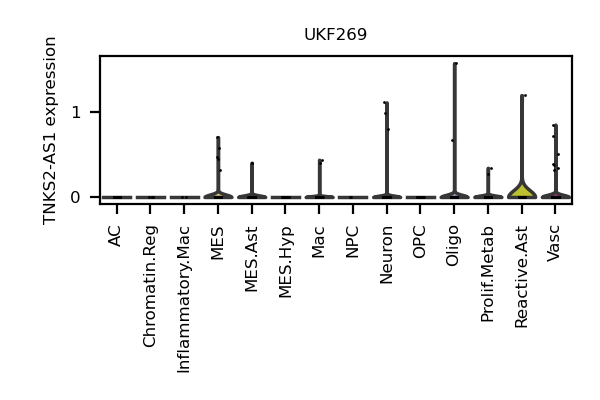 UKF269
TNKS2-AS1 expression
1
0
AC
Chromatin.Reg
Inflammatory.Mac
MES
MES.Ast
MES.Hyp
Mac
NPC
Neuron
OPC
Oligo
Prolif.Metab
Reactive.Ast
Vasc